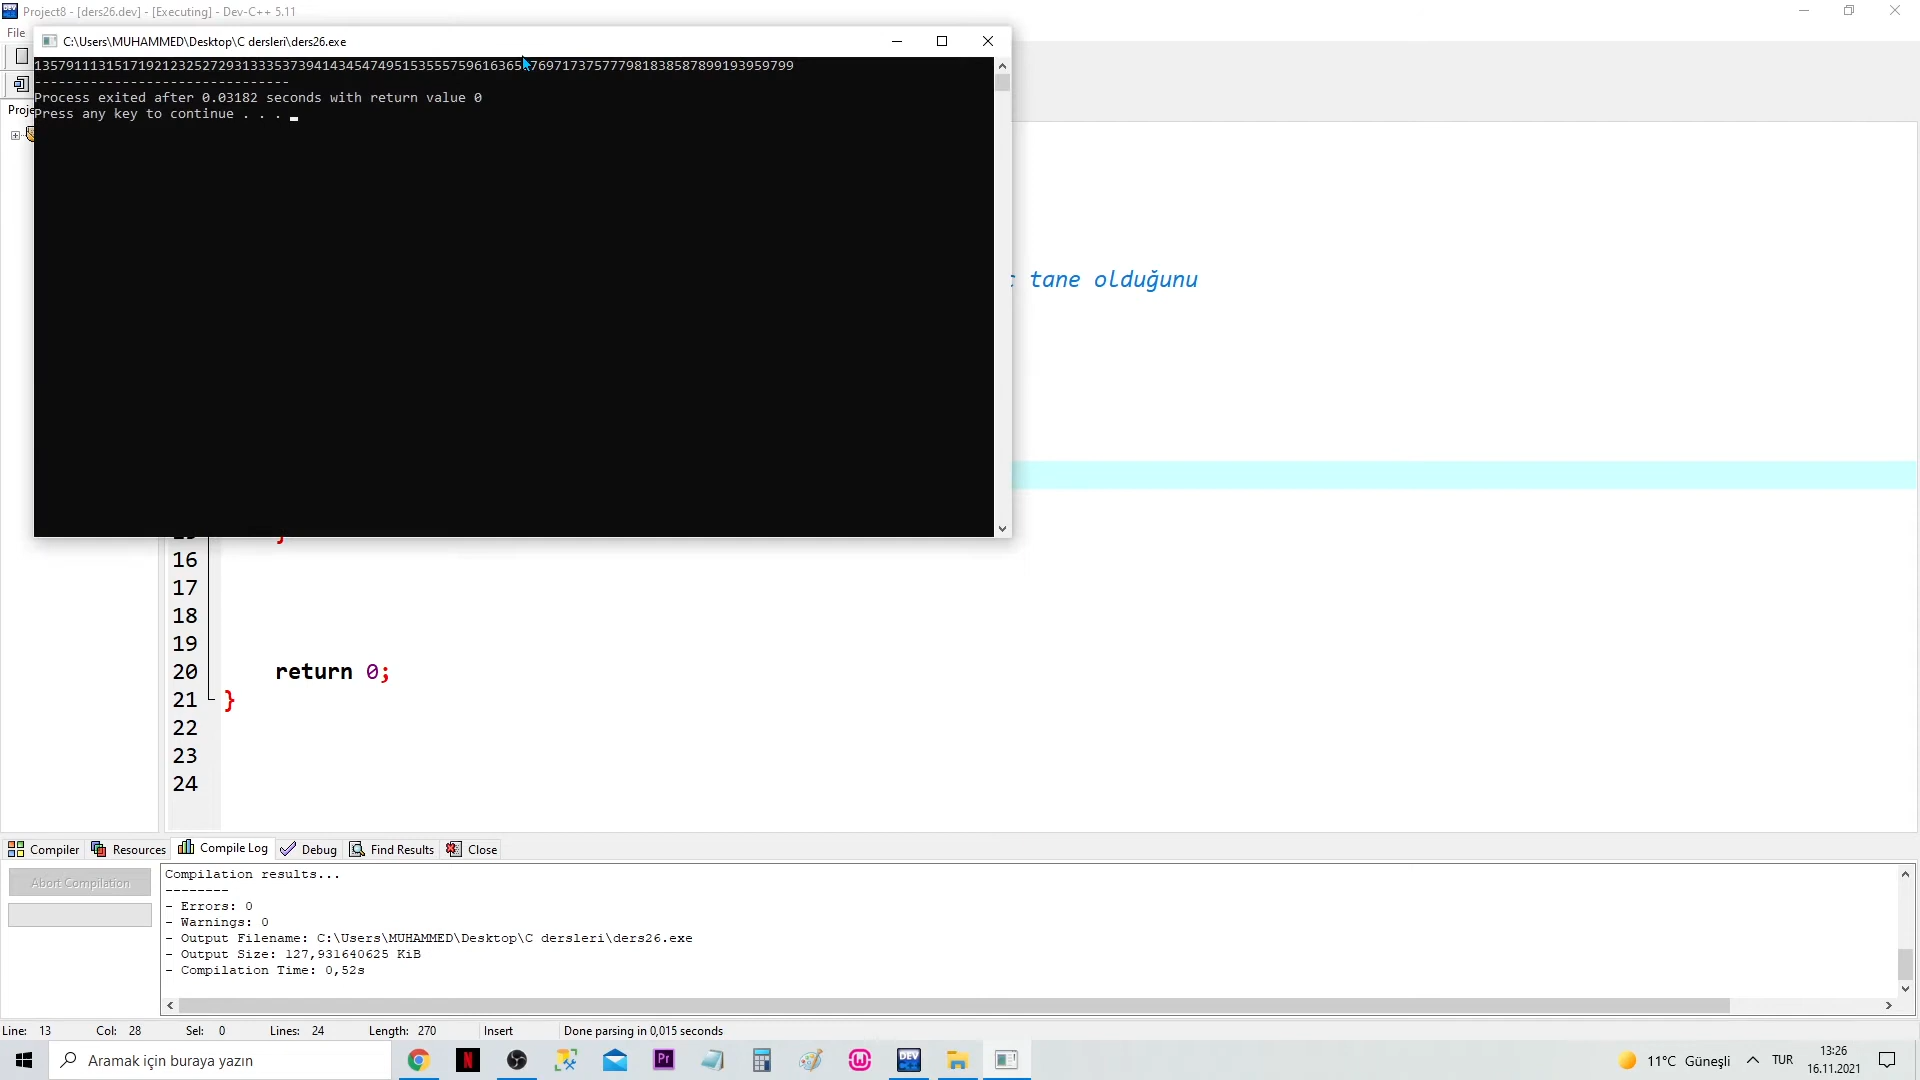 Project8 - [ders26.dev] - [Executing] - Dev-C++ 5.11
File
C:\Users\MUHAMMED\Desktop\C dersleri\ders26.exe
--------------------------------
Process exited after 0.03182 seconds with return value 0
Press any key to continue . . .
Proje
tane olduğunu
}
16
17
18
19
20 return 0;
21 }
22
23
24
Compiler Resources Compile Log Debug Find Results Close
Abort Compilation
Compilation results...
--------
- Errors: 0
- Warnings: 0
- Output Filename: C:\Users\MUHAMMED\Desktop\C dersleri\ders26.exe
- Output Size: 127,931640625 KiB
- Compilation Time: 0,52s
Line: 13 Col: 28 Sel: 0 Lines: 24 Length: 270 Insert Done parsing in 0,015 seconds
Aramak için buraya yazın
Pr
DEV
11°C Güneşli
TUR
13:26
16.11.2021